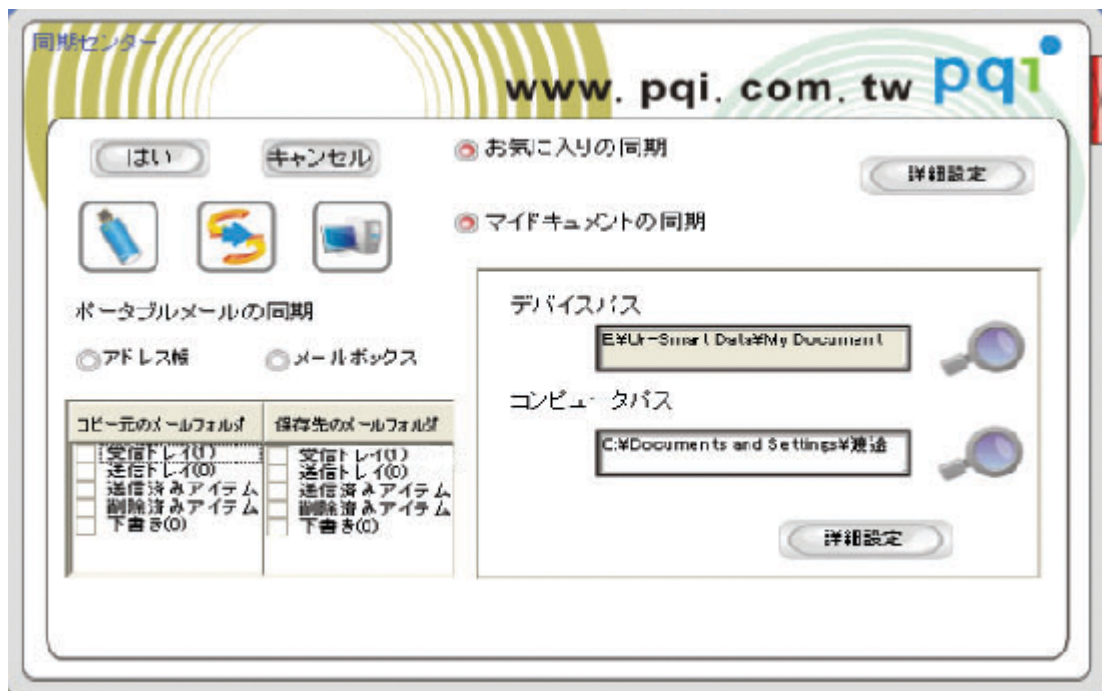 同期センター
www. pqi. com. tw
pqi
はい
キャンセル
お気に入りの同期
詳細設定
マイドキュメントの同期
ポータブルメールの同期
アドレス帳
メールボックス
コピー元のメールフォルダ
保存先のメールフォルダ
受信トレイ(1)
送信トレイ(0)
送信済みアイテム
削除済みアイテム
下書き(0)
受信トレイ(1)
送信トレイ(0)
送信済みアイテム
削除済みアイテム
下書き(0)
デバイスパス
E:¥Ur-Smart Data¥My Document
コンピュータパス
C:¥Documents and Settings¥渡邊
詳細設定